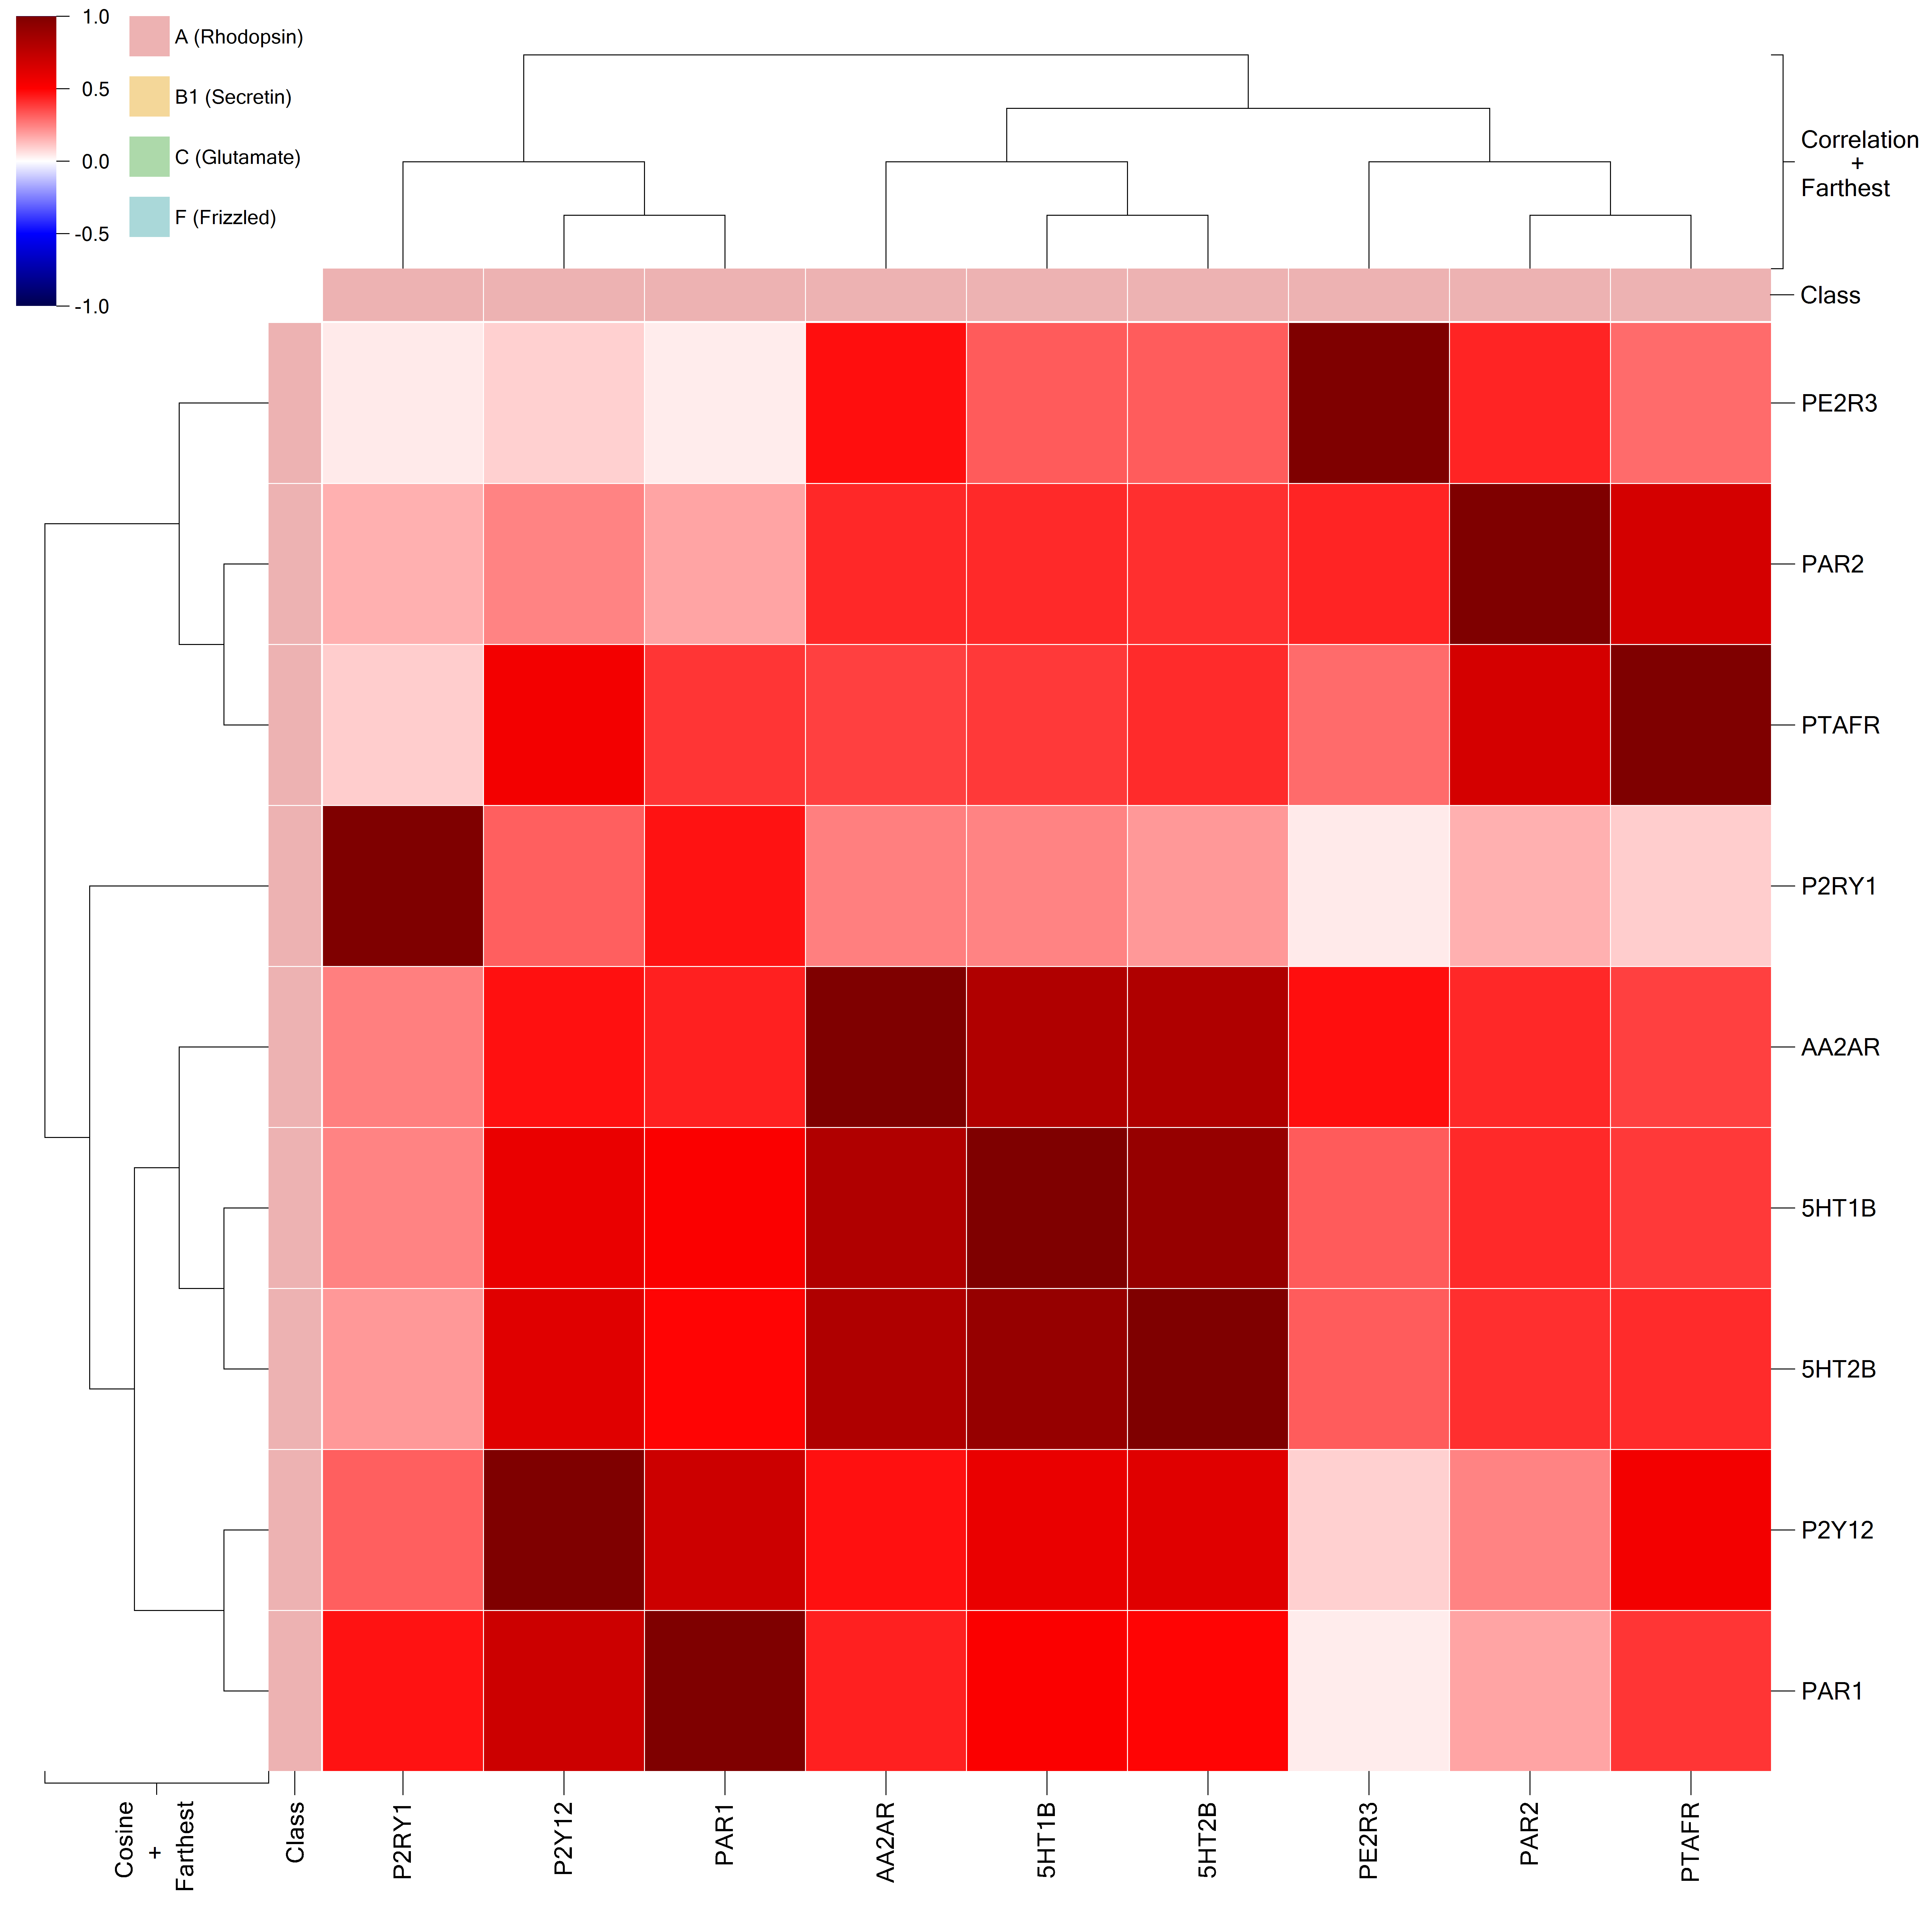 1.0
0.5
0.0
-0.5
-1.0
A (Rhodopsin)
B1 (Secretin)
C (Glutamate)
F (Frizzled)
Correlation
+
Farthest
Class
PE2R3
PAR2
PTAFR
P2RY1
AA2AR
5HT1B
5HT2B
P2Y12
PAR1
Cosine
+
Farthest
Class
P2RY1
P2Y12
PAR1
AA2AR
5HT1B
5HT2B
PE2R3
PAR2
PTAFR